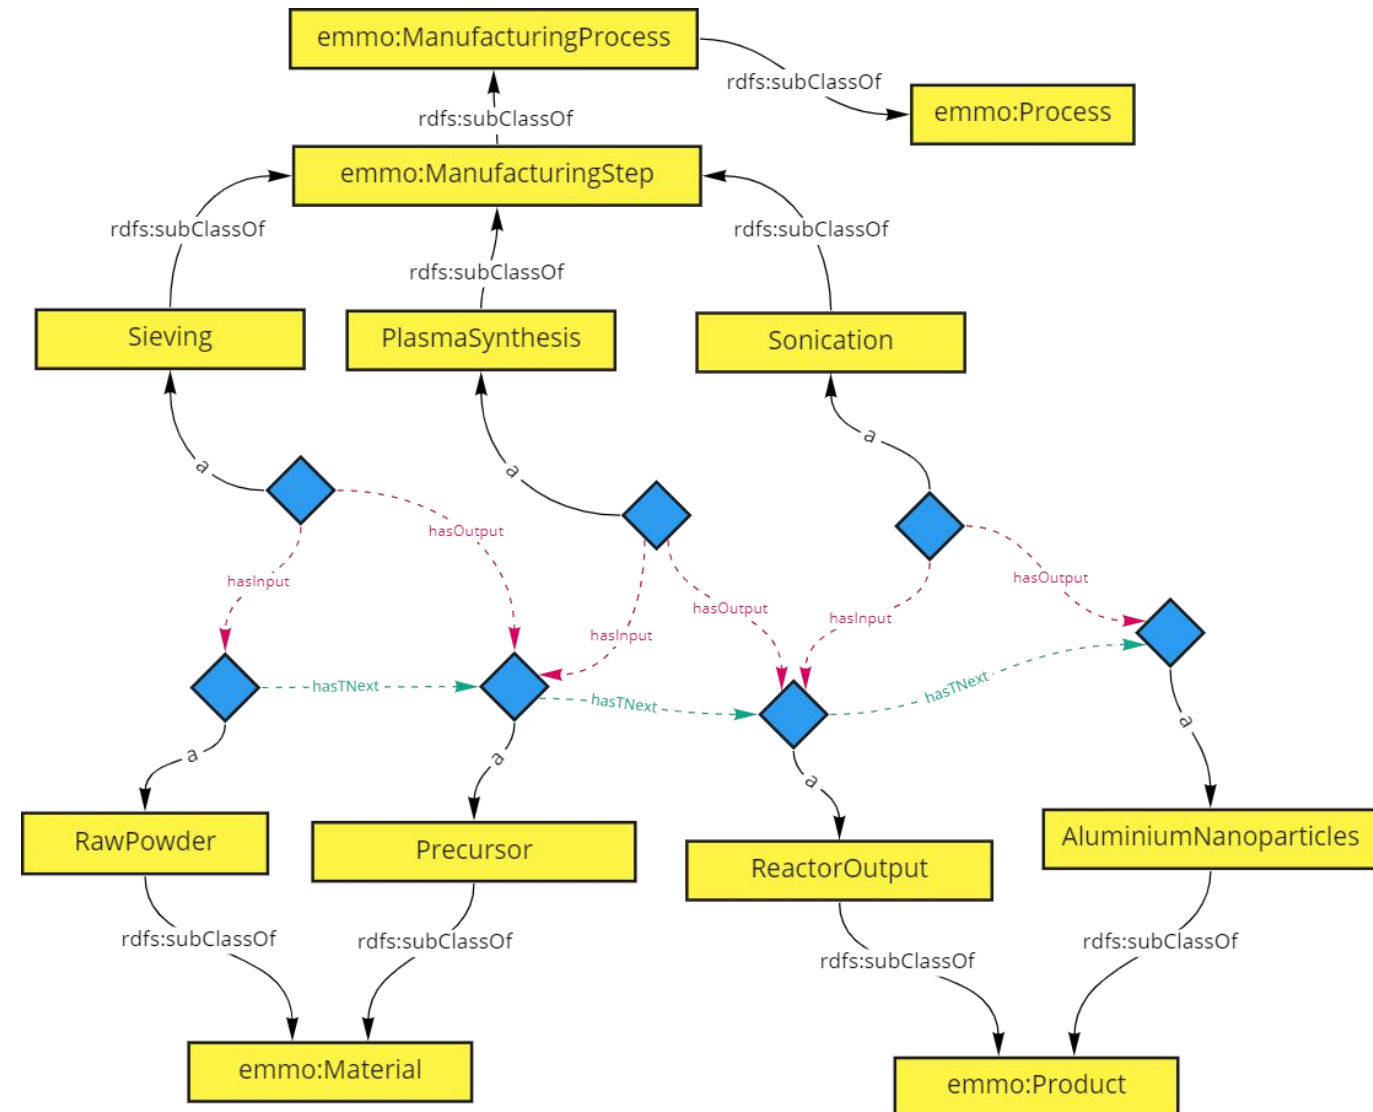 emmo:ManufacturingProcess
rdfs:subClassOf
emmo:Process
rdfs:subClassOf
emmo:ManufacturingStep
rdfs:subClassOf
rdfs:subClassOf
rdfs:subClassOf
Sieving
PlasmaSynthesis
Sonication
a
a
a
hasOutput
hasInput
hasOutput
hasInput
hasOutput
hasInput
hasTNext
hasTNext
hasTNext
a
a
a
a
RawPowder
Precursor
ReactorOutput
AluminiumNanoparticles
rdfs:subClassOf
rdfs:subClassOf
rdfs:subClassOf
rdfs:subClassOf
emmo:Material
emmo:Product